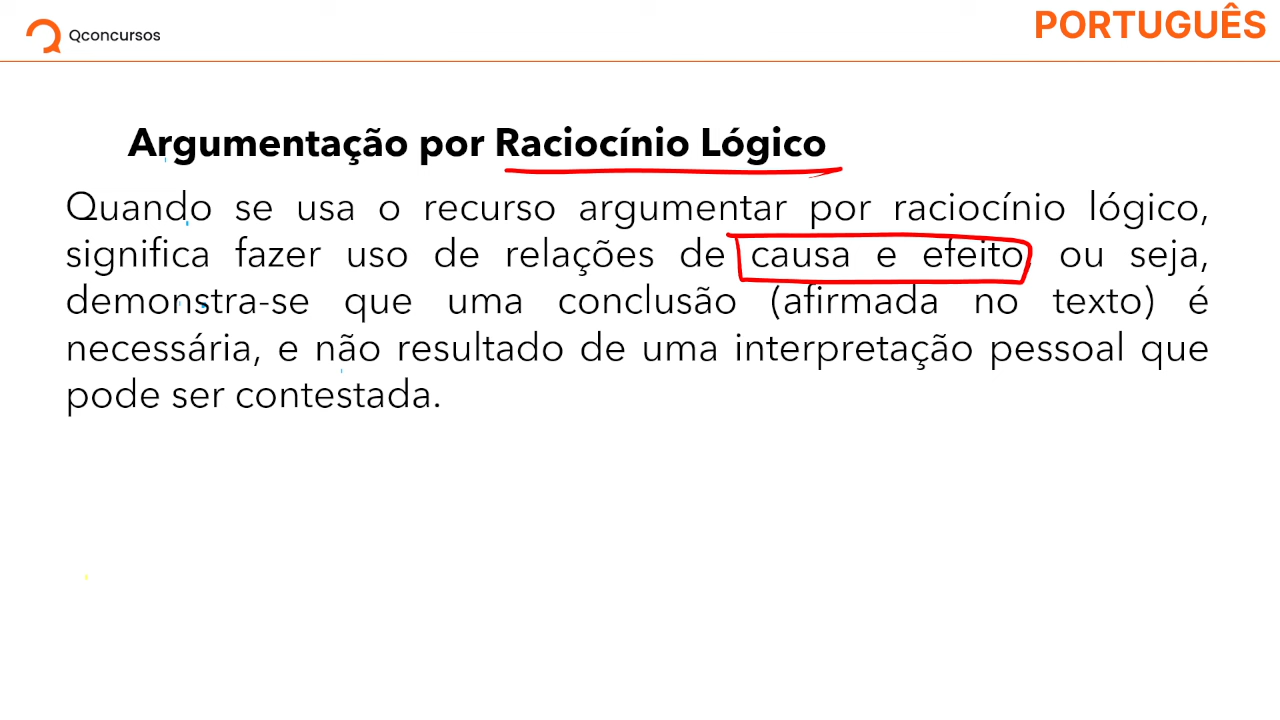 Qconcursos
PORTUGUÊS
Argumentação por Raciocínio Lógico
Quando se usa o recurso argumentar por raciocínio lógico,
significa fazer uso de relações de causa e efeito, ou seja,
demonstra-se que uma conclusão (afirmada no texto) é
necessária, e não resultado de uma interpretação pessoal que
pode ser contestada.